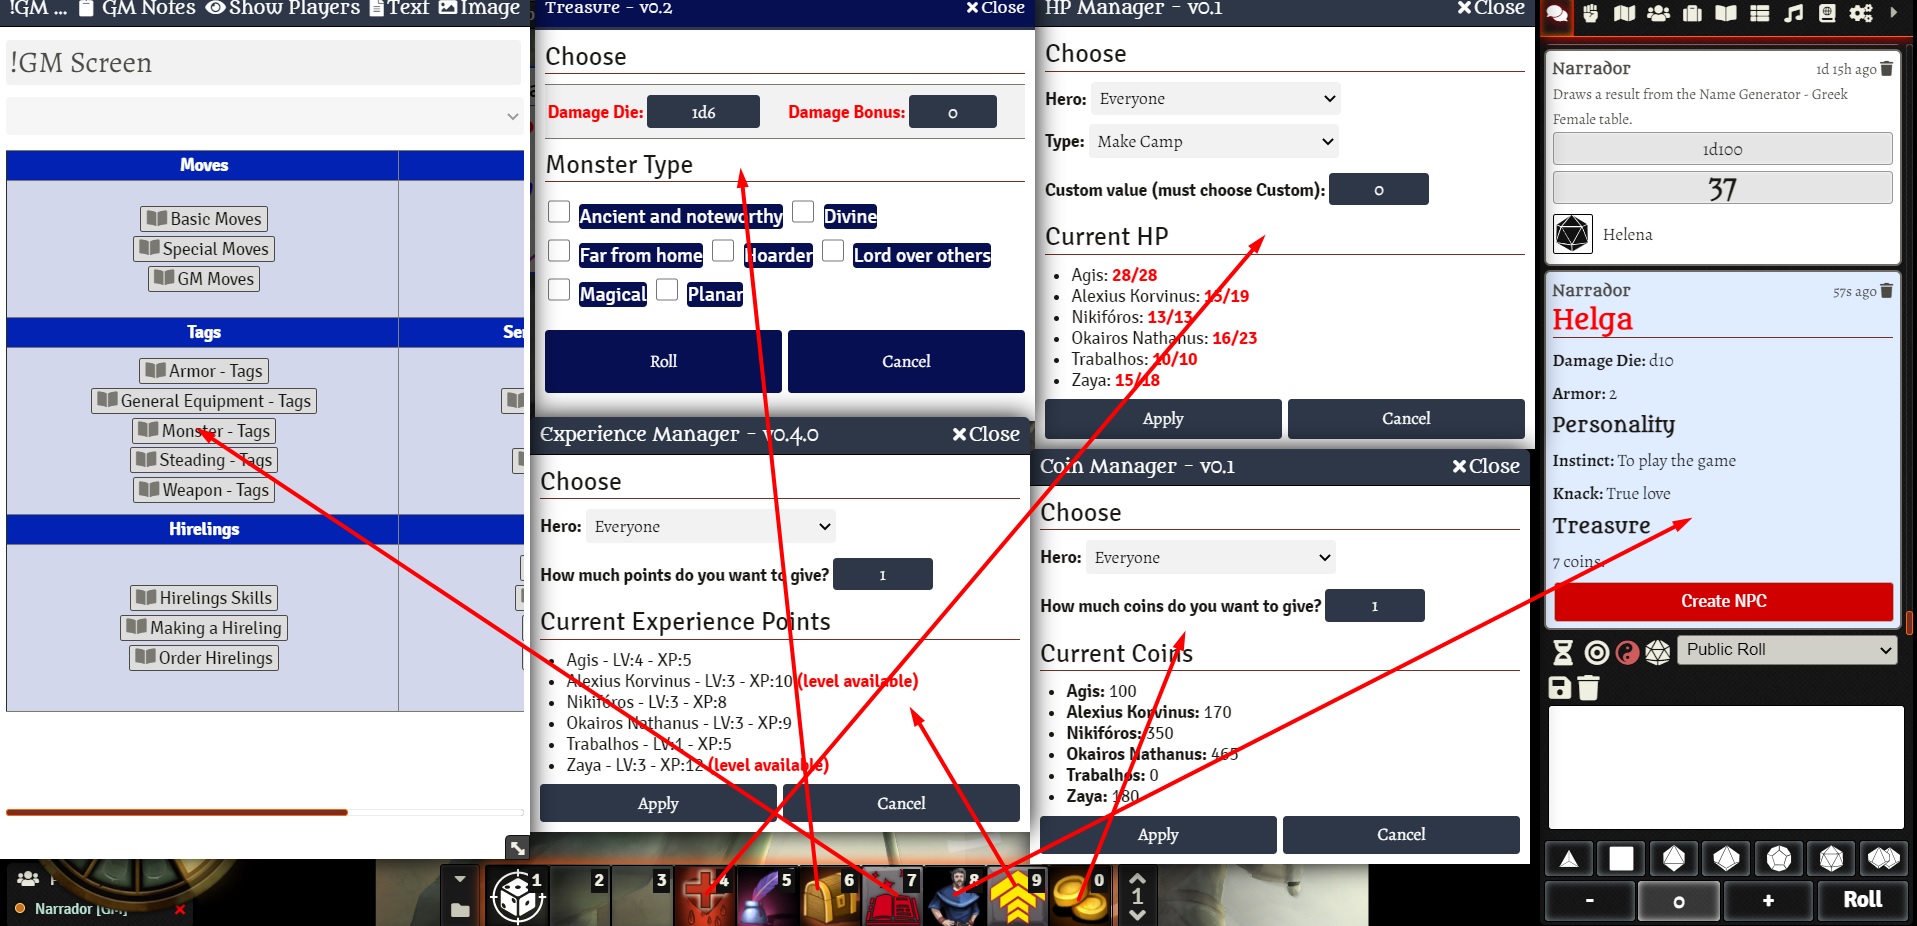 !GM ... GM Notes Show Players Text Image
!GM Screen
Moves
Basic Moves
Special Moves
GM Moves
Tags
Se
Armor - Tags
General Equipment - Tags
Monster - Tags
Steading - Tags
Weapon - Tags
Hirelings
Hirelings Skills
Making a Hireling
Order Hirelings
Treasure - v0.2 Close
Choose
Damage Die: 1d6 Damage Bonus: 0
Monster Type
Ancient and noteworthy Divine
Far from home Hoarder Lord over others
Magical Planar
Roll Cancel
Experience Manager - v0.4.0 Close
Choose
Hero: Everyone
How much points do you want to give? 1
Current Experience Points
Agis - LV:4 - XP:5
Alexius Korvinus - LV:3 - XP:10 (level available)
Nikifóros - LV:3 - XP:8
Okairos Nathanus - LV:3 - XP:9
Trabalhos - LV:1 - XP:5
Zaya - LV:3 - XP:12 (level available)
Apply Cancel
HP Manager - v0.1 Close
Choose
Hero: Everyone
Type: Make Camp
Custom value (must choose Custom): 0
Current HP
Agis: 28/28
Alexius Korvinus: 15/19
Nikifóros: 13/13
Okairos Nathanus: 16/23
Trabalhos: 10/10
Zaya: 15/18
Apply Cancel
Coin Manager - v0.1 Close
Choose
Hero: Everyone
How much coins do you want to give? 1
Current Coins
Agis: 100
Alexius Korvinus: 170
Nikifóros: 350
Okairos Nathanus: 465
Trabalhos: 0
Zaya: 180
Apply Cancel
Narrador 1d 15h ago
Draws a result from the Name Generator - Greek
Female table.
1d100
37
Helena
Narrador 57s ago
Helga
Damage Die: d10
Armor: 2
Personality
Instinct: To play the game
Knack: True love
Treasure
7 coins.
Create NPC
Public Roll
- 0 + Roll
Narrador [GM]
1 2 3 4 5 6 7 8 9 0
1